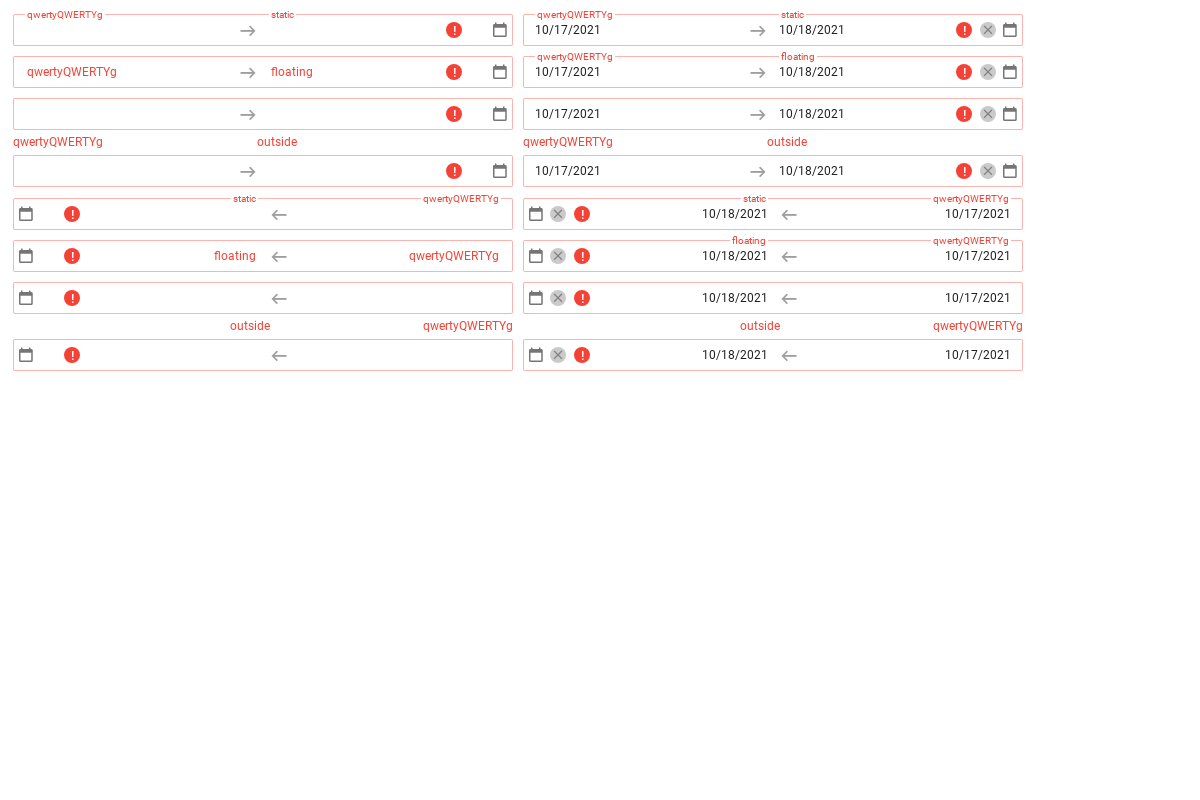 qwertyQWERTYg static qwertyQWERTYg static
10/17/2021 10/18/2021
qwertyQWERTYg floating
qwertyQWERTYg floating 10/17/2021 10/18/2021
10/17/2021 10/18/2021
qwertyQWERTYg outside qwertyQWERTYg outside
10/17/2021 10/18/2021
static qwertyQWERTYg static qwertyQWERTYg
10/18/2021 10/17/2021
floating qwertyQWERTYg
floating qwertyQWERTYg 10/18/2021 10/17/2021
10/18/2021 10/17/2021
outside qwertyQWERTYg outside qwertyQWERTYg
10/18/2021 10/17/2021